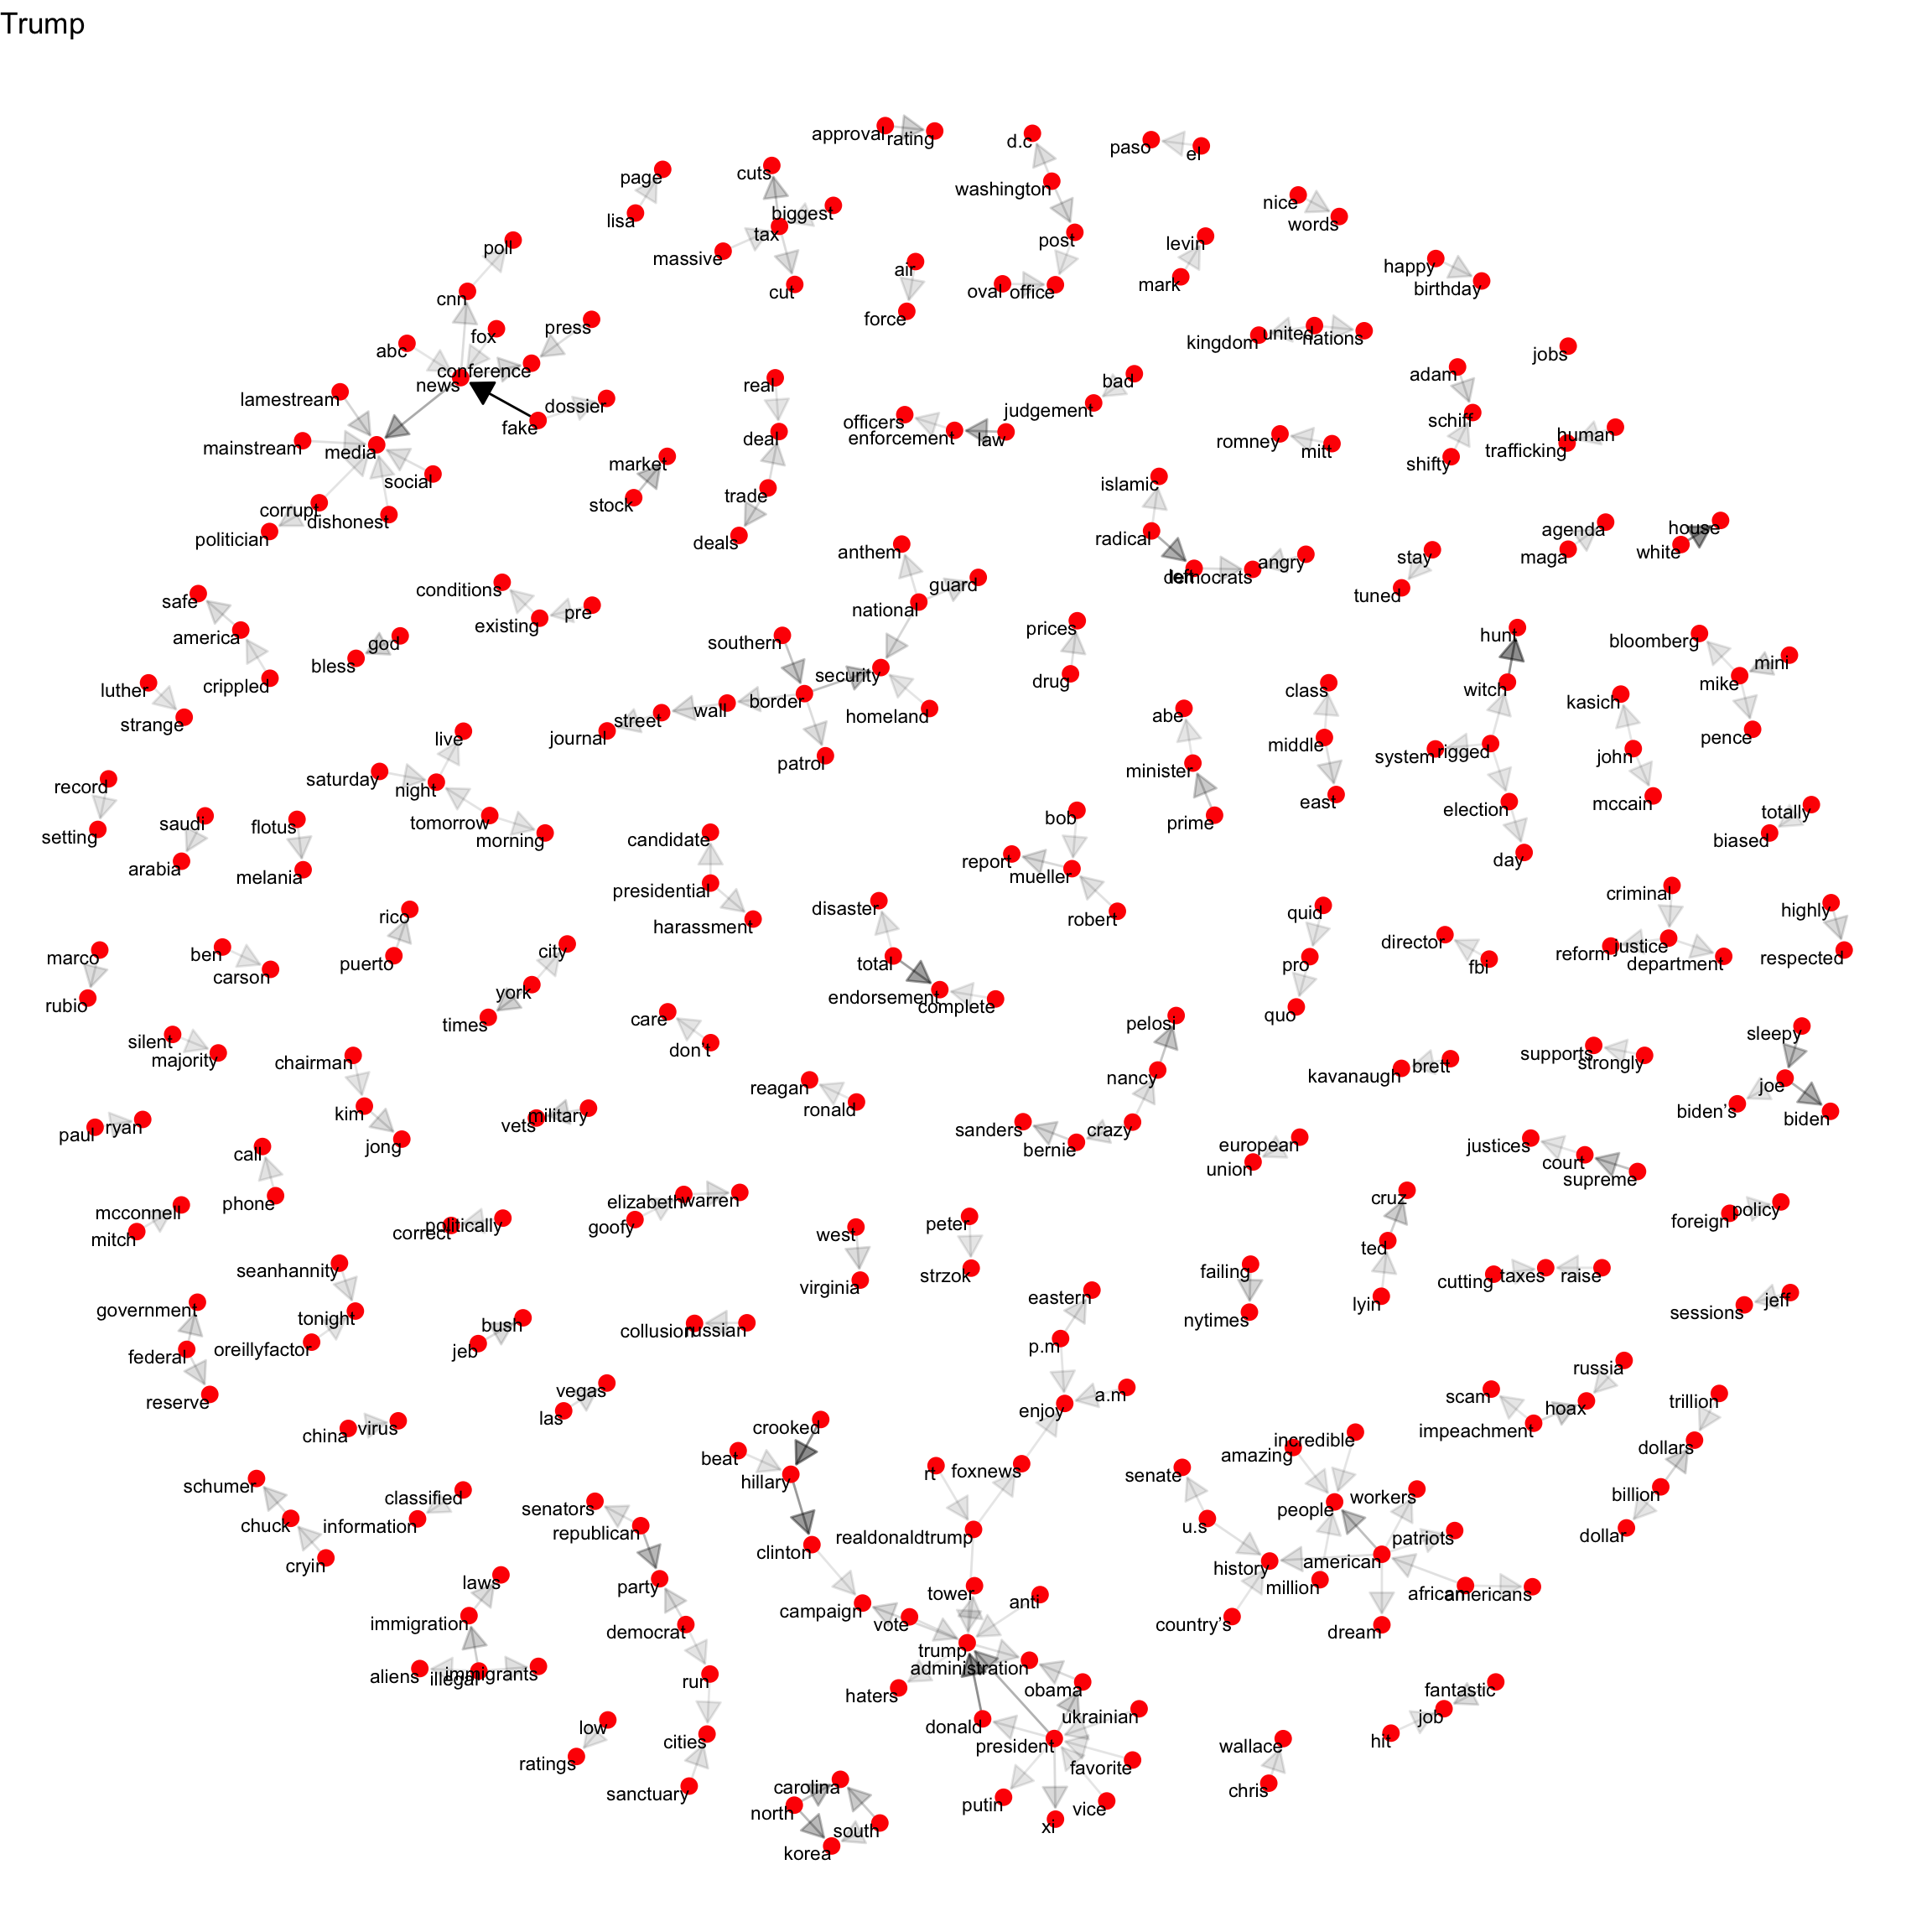 Trump
approval
rating
d.c
paso
el
page
cuts
washington
lisa
biggest
nice
words
tax
poll
massive
post
levin
air
happy
cnn
cut
oval
office
mark
birthday
force
fox
press
kingdom
united
nations
abc
jobs
conference
news
real
bad
adam
lamestream
dossier
judgement
fake
officers
enforcement
law
schiff
deal
romney
mitt
human
trafficking
mainstream
media
market
shifty
social
stock
trade
islamic
corrupt
dishonest
politician
deals
radical
agenda
house
anthem
maga
white
left
democrats
angry
stay
conditions
guard
tuned
safe
existing
pre
national
america
southern
prices
hunt
bloomberg
god
bless
security
mini
luther
crippled
drug
class
witch
mike
strange
street
wall
border
homeland
abe
kasich
journal
live
middle
pence
patrol
system
rigged
john
saturday
night
minister
record
east
election
mccain
tomorrow
bob
prime
totally
setting
saudi
flotus
morning
candidate
biased
arabia
melania
report
mueller
day
presidential
criminal
rico
disaster
quid
highly
harassment
robert
city
director
marco
ben
puerto
total
pro
fbi
reform
justice
department
respected
carson
york
endorsement
complete
rubio
times
care
quo
pelosi
silent
don't
sleepy
majority
chairman
supports
strongly
nancy
kavanaugh
brett
reagan
joe
kim
ronald
biden's
paul
ryan
vets
military
sanders
crazy
biden
jong
bernie
european
justices
call
union
court
supreme
phone
elizabeth
warren
cruz
mcconnell
goofy
foreign
policy
mitch
correct
politically
west
peter
ted
seanhannity
failing
strzok
cutting
taxes
raise
virginia
eastern
lyin
government
tonight
nytimes
sessions
jeff
oreillyfactor
bush
collusion
russian
federal
jeb
p.m
russia
reserve
vegas
a.m
scam
las
enjoy
hoax
trillion
china
virus
crooked
impeachment
incredible
amazing
dollars
beat
hillary
rt
foxnews
senate
schumer
classified
people
workers
billion
senators
chuck
information
republican
u.s
realdonaldtrump
patriots
dollar
clinton
cryin
history
american
laws
party
tower
anti
million
african
americans
campaign
immigration
vote
country's
democrat
dream
trump
aliens
illegal
immigrants
administration
run
haters
obama
fantastic
low
donald
ukrainian
job
cities
president
wallace
hit
ratings
favorite
carolina
chris
sanctuary
north
putin
vice
south
xi
korea